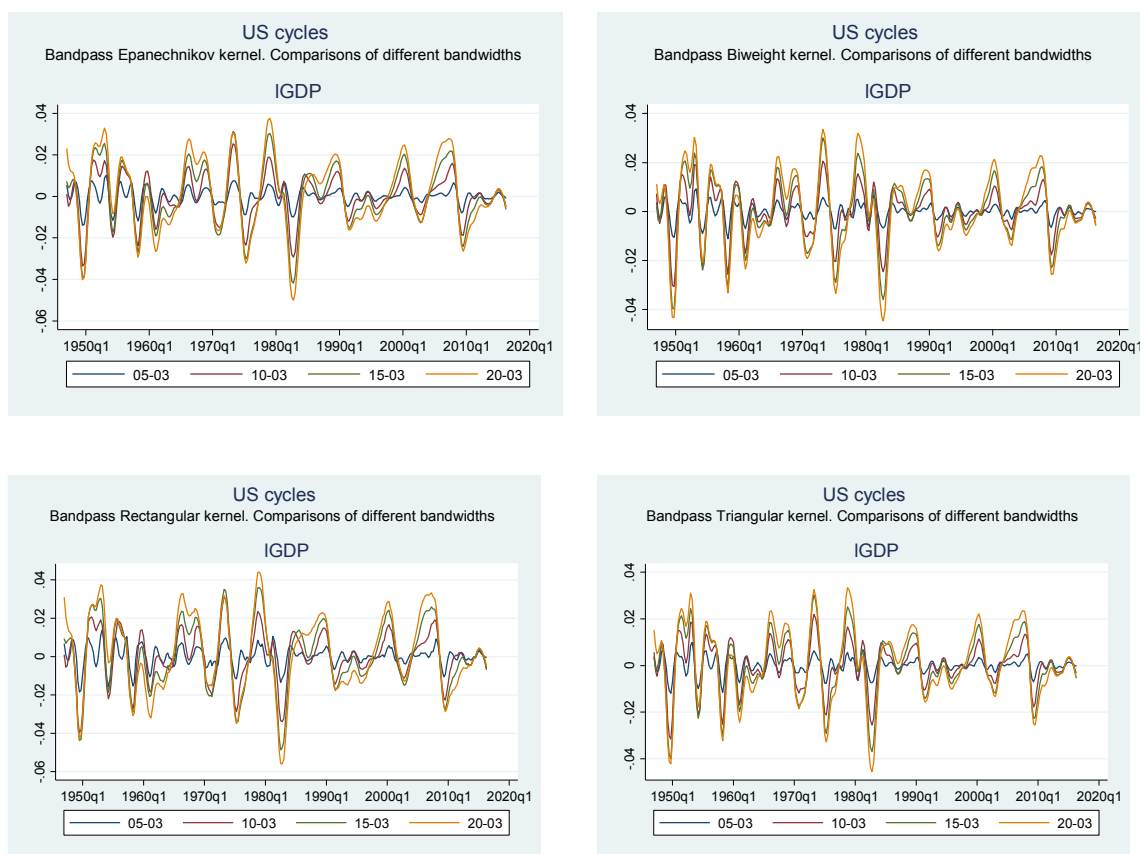 US cycles
Bandpass Epanechnikov kernel. Comparisons of different bandwidths
lGDP
.04
.02
0
-.02
-.04
-.06
1950q1 1960q1 1970q1 1980q1 1990q1 2000q1 2010q1 2020q1
05-03 10-03 15-03 20-03
US cycles
Bandpass Biweight kernel. Comparisons of different bandwidths
lGDP
.04
.02
0
-.02
-.04
1950q1 1960q1 1970q1 1980q1 1990q1 2000q1 2010q1 2020q1
05-03 10-03 15-03 20-03
US cycles
Bandpass Rectangular kernel. Comparisons of different bandwidths
lGDP
.04
.02
0
-.02
-.04
-.06
1950q1 1960q1 1970q1 1980q1 1990q1 2000q1 2010q1 2020q1
05-03 10-03 15-03 20-03
US cycles
Bandpass Triangular kernel. Comparisons of different bandwidths
lGDP
.04
.02
0
-.02
-.04
1950q1 1960q1 1970q1 1980q1 1990q1 2000q1 2010q1 2020q1
05-03 10-03 15-03 20-03